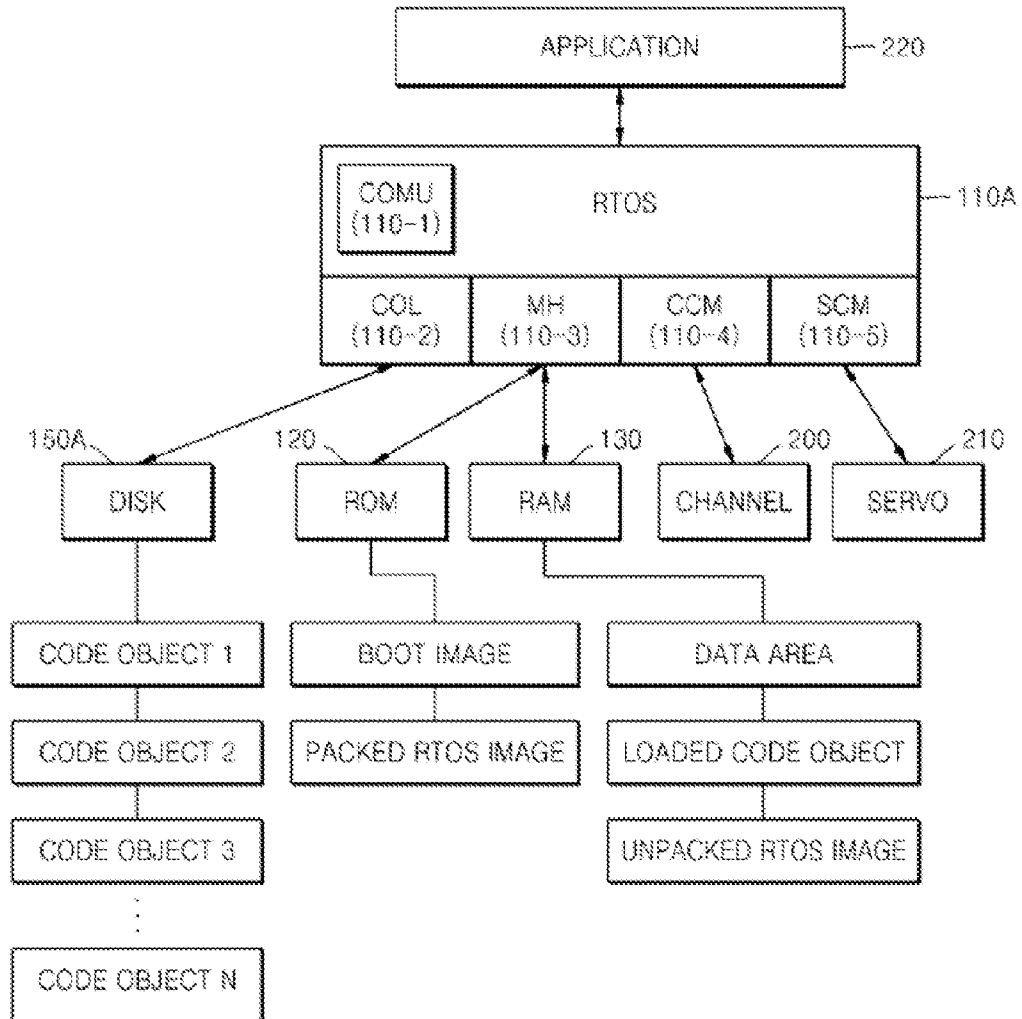 APPLICATION
220
COMU
(110-1)
RTOS
110A
COL
(110-2)
MH
(110-3)
CCM
(110-4)
SCM
(110-5)
150A
120
130
200
210
DISK
ROM
RAM
CHANNEL
SERVO
CODE OBJECT 1
BOOT IMAGE
DATA AREA
CODE OBJECT 2
PACKED RTOS IMAGE
LOADED CODE OBJECT
CODE OBJECT 3
UNPACKED RTOS IMAGE
CODE OBJECT N